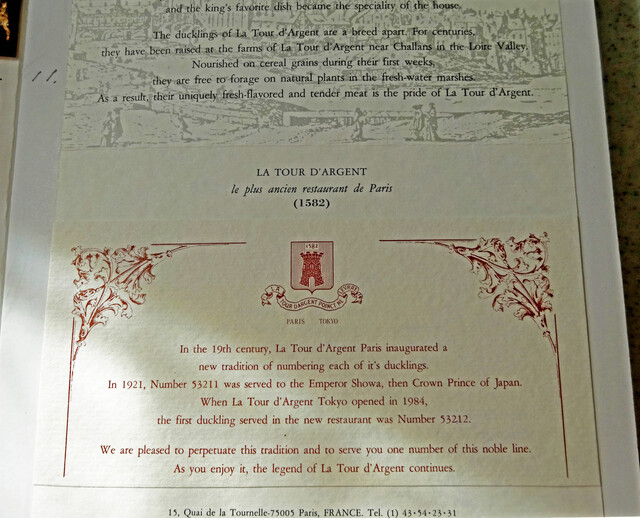 and the king's favorite dish became the speciality of the house.
The ducklings of La Tour d'Argent are a breed apart. For centuries,
they have been raised at the farms of La Tour d'Argent near Challans in the Loire Valley.
Nourished on cereal grains during their first weeks,
they are free to forage on natural plants in the fresh-water marshes.
As a result, their uniquely fresh-flavored and tender meat is the pride of La Tour d'Argent.
11.
LA TOUR D'ARGENT
le plus ancien restaurant de Paris
(1582)
1582
LA TOUR D'ARGENT POINCT NE
PARIS TOKYO
In the 19th century, La Tour d'Argent Paris inaugurated a
new tradition of numbering each of it's ducklings.
In 1921, Number 53211 was served to the Emperor Showa, then Crown Prince of Japan.
When La Tour d'Argent Tokyo opened in 1984,
the first duckling served in the new restaurant was Number 53212.
We are pleased to perpetuate this tradition and to serve you one number of this noble line.
As you enjoy it, the legend of La Tour d'Argent continues.
15, Quai de la Tournelle-75005 Paris, FRANCE. Tel. (1) 43·54·23·31